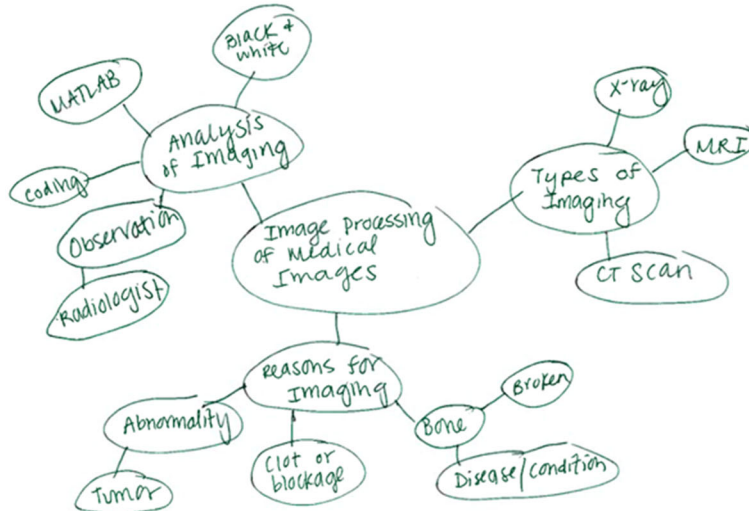 Black +
white
MATLAB
Analysis
of Imaging
coding
Observation
Radiologist
X-ray
MRI
Types of
Imaging
CT Scan
Image Processing
of Medical
Images
Reasons for
Imaging
Abnormality
Tumor
Clot or
blockage
Bone
Broken
Disease/condition